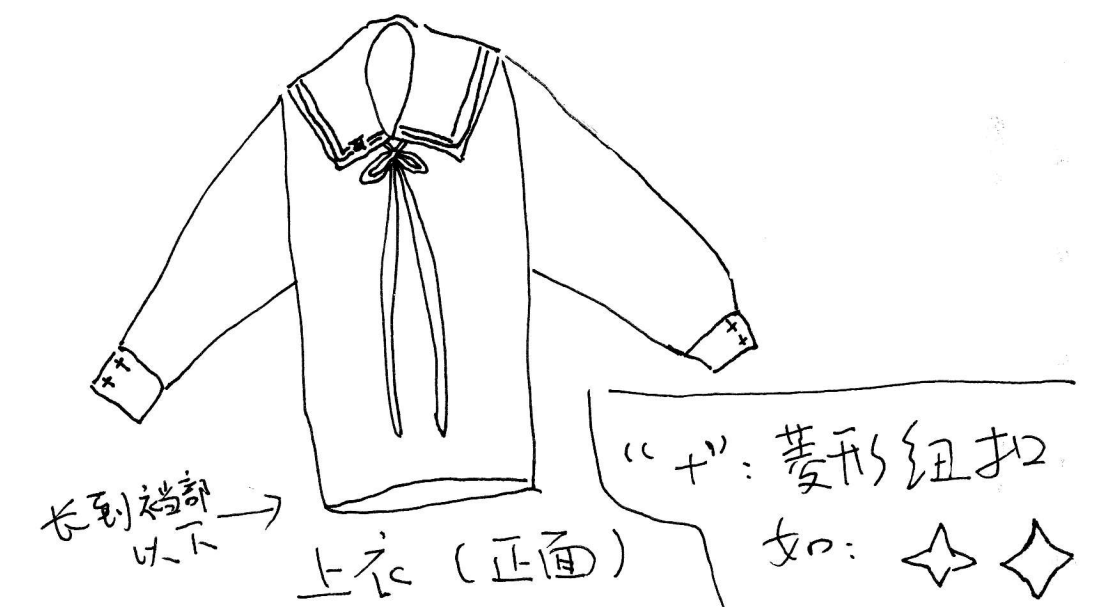 长到裆部
以下
上衣（正面）
“+”：菱形纽扣
如：